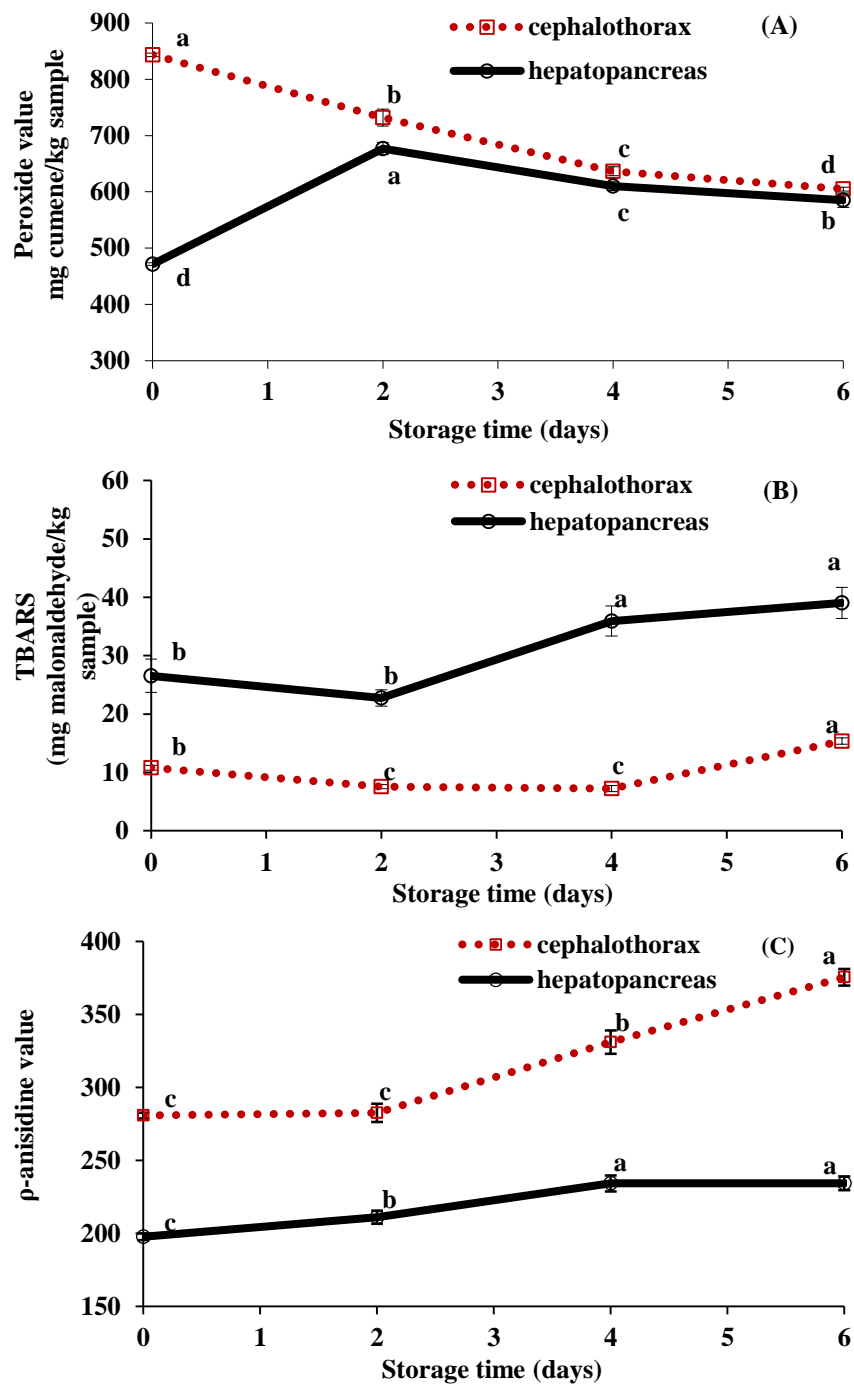 Peroxide value
mg cumene/kg sample
900
800
700
600
500
400
300
cephalothorax
hepatopancreas
(A)
a
b
c
d
a
c
b
d
0 1 2 3 4 5 6
Storage time (days)
TBARS
(mg malonaldehyde/kg
sample)
60
50
40
30
20
10
0
cephalothorax
hepatopancreas
(B)
b
b
a
a
b
c
c
a
0 1 2 3 4 5 6
Storage time (days)
ρ-anisidine value
400
350
300
250
200
150
cephalothorax
hepatopancreas
(C)
c
c
b
a
c
b
a
a
0 1 2 3 4 5 6
Storage time (days)